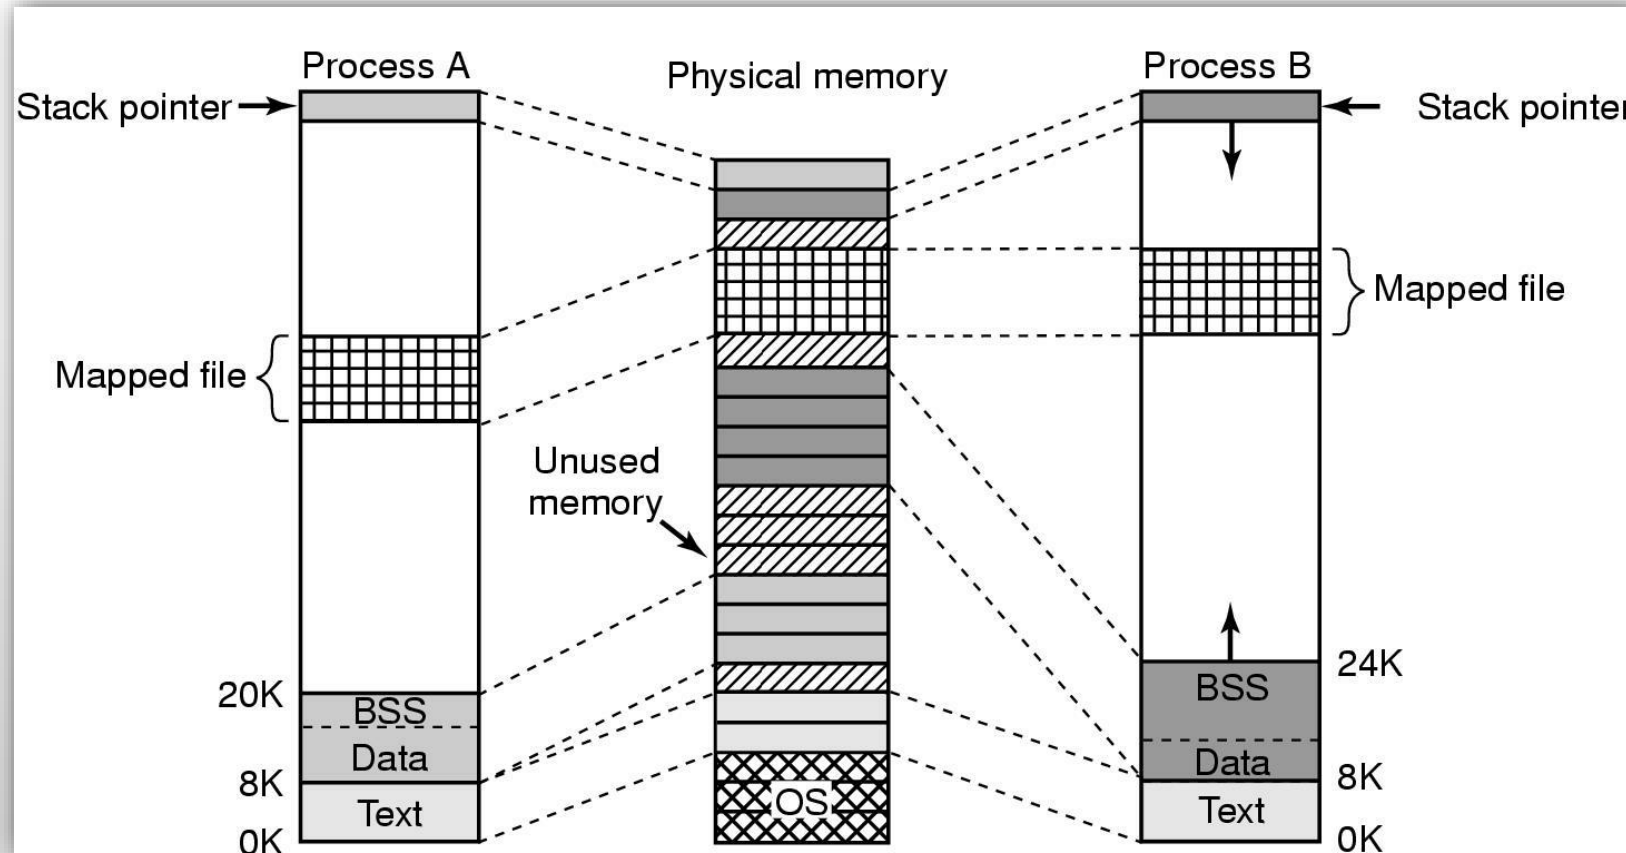 Process A
Physical memory
Process B
Stack pointer
Stack pointer
Mapped file
Mapped file
Unused
memory
20K
BSS
Data
8K
Text
0K
OS
24K
BSS
Data
8K
Text
0K